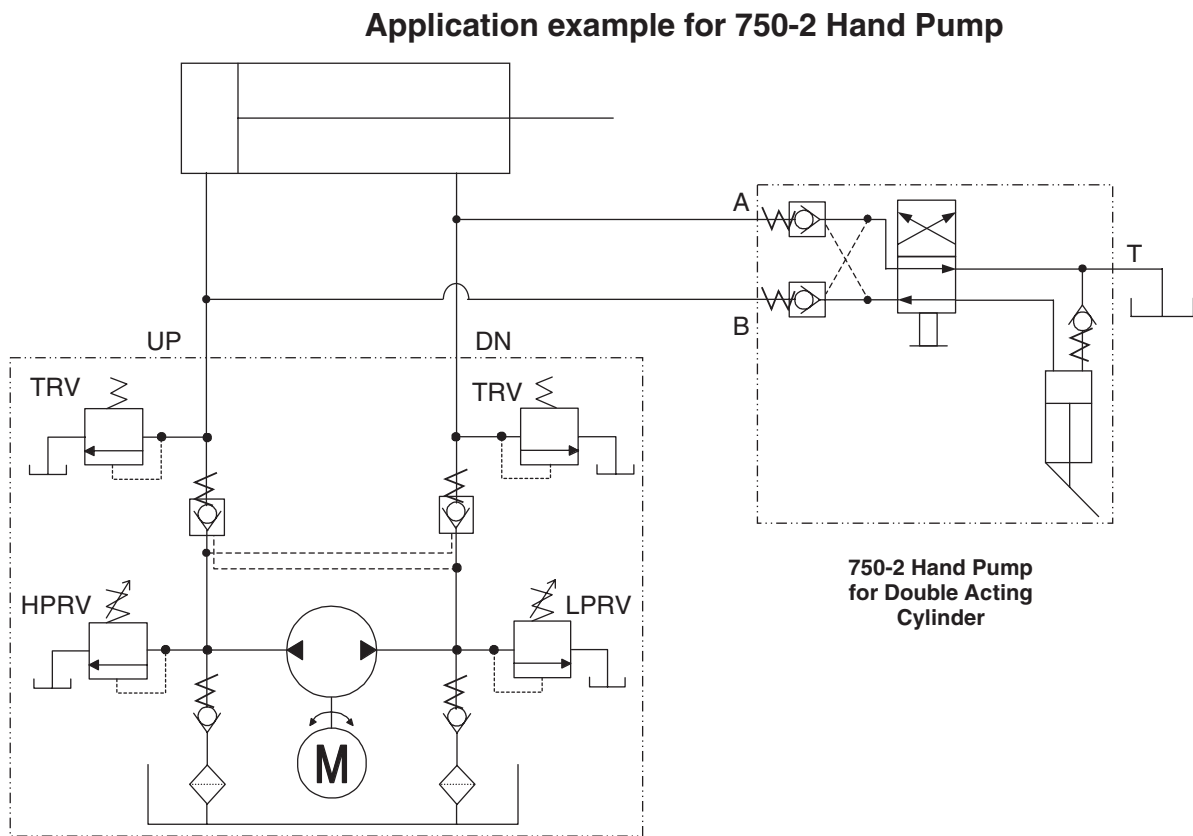 Application example for 750-2 Hand Pump
A
T
B
UP
DN
TRV
TRV
HPRV
LPRV
M
750-2 Hand Pump
for Double Acting
Cylinder